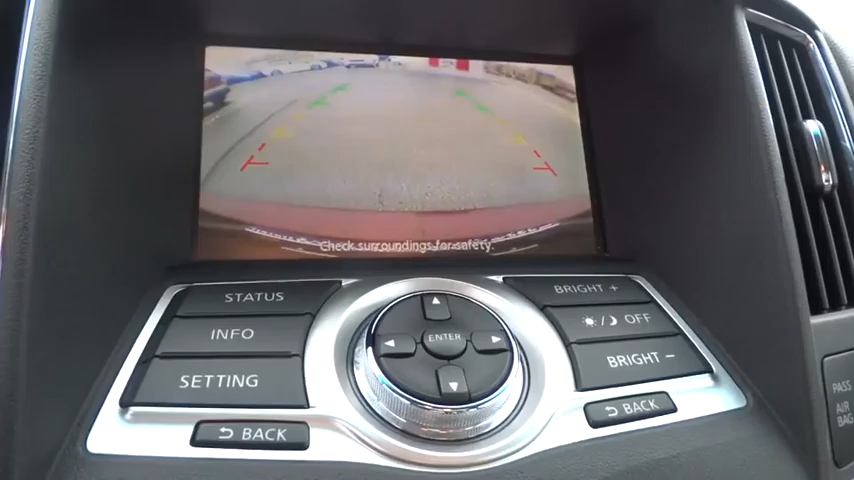 Check surroundings for safety.
STATUS
INFO
SETTING
BACK
ENTER
BRIGHT +
OFF
BRIGHT −
BACK
PASS
AIR
BAG